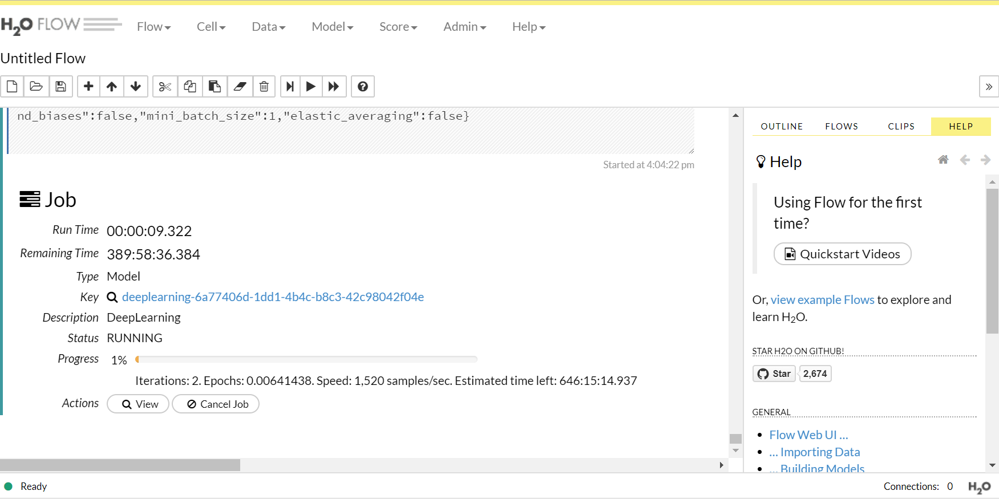 H2O FLOW Flow Cell Data Model Score Admin Help
Untitled Flow
nd_biases":false,"mini_batch_size":1,"elastic_averaging":false}
Started at 4:04:22 pm
Job
Run Time 00:00:09.322
Remaining Time 389:58:36.384
Type Model
Key deeplearning-6a77406d-1dd1-4b4c-b8c3-42c98042f04e
Description DeepLearning
Status RUNNING
Progress 1%
Iterations: 2. Epochs: 0.00641438. Speed: 1,520 samples/sec. Estimated time left: 646:15:14.937
Actions View Cancel Job
OUTLINE FLOWS CLIPS HELP
Help
Using Flow for the first
time?
Quickstart Videos
Or, view example Flows to explore and
learn H2O.
STAR H2O ON GITHUB!
Star 2,674
GENERAL
• Flow Web UI ...
• ... Importing Data
• ... Building Models
Ready
Connections: 0 H2O